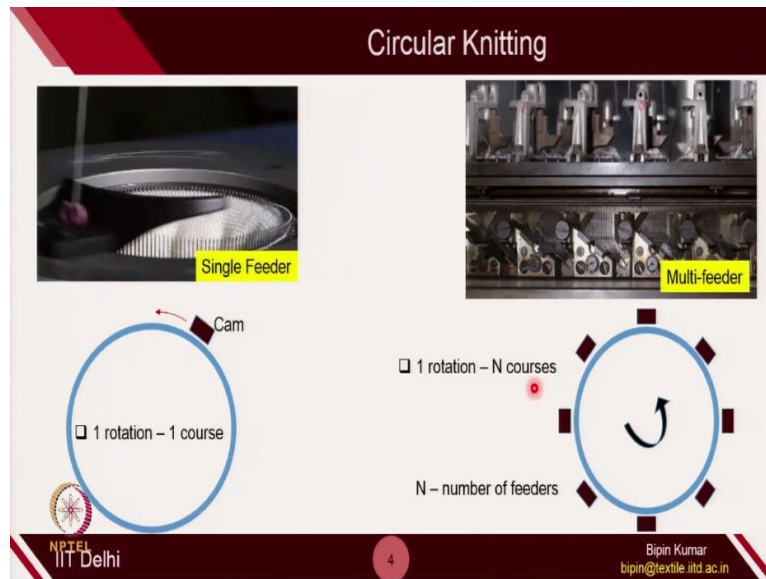 Circular Knitting
Single Feeder
Multi-feeder
Cam
1 rotation – 1 course
1 rotation – N courses
N – number of feeders
NPTEL
IIT Delhi
4
Bipin Kumar
bipin@textile.iitd.ac.in